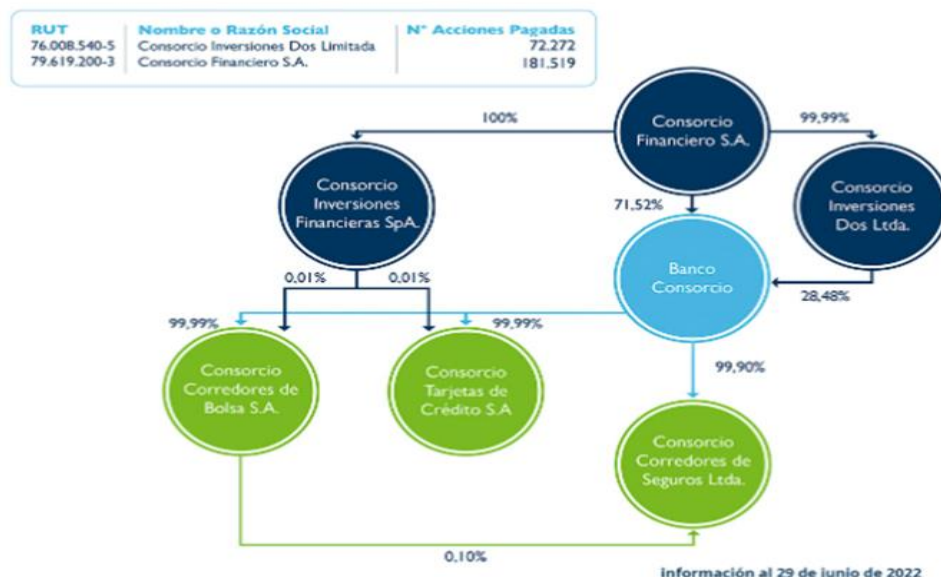 RUT Nombre o Razón Social N° Acciones Pagadas
76.008.540-5 Consorcio Inversiones Dos Limitada 72.272
79.619.200-3 Consorcio Financiero S.A. 181.519
Consorcio
Financiero S.A.
100%
99,99%
Consorcio
Inversiones
Financieras SpA.
Consorcio
Inversiones
Dos Ltda.
71,52%
Banco
Consorcio
0,01%
0,01%
28,48%
99,99%
99,99%
Consorcio
Corredores de
Bolsa S.A.
Consorcio
Tarjetas de
Crédito S.A
99,90%
Consorcio
Corredores de
Seguros Ltda.
0,10%
información al 29 de junio de 2022